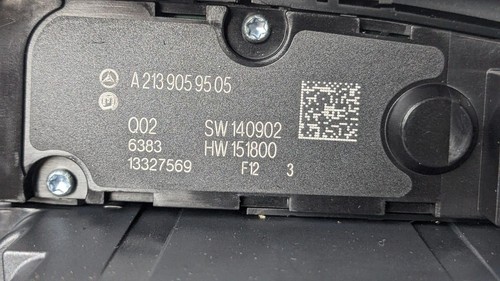 A 213 905 95 05
Q02 SW 140902
6383 HW 151800
13327569 F12 3